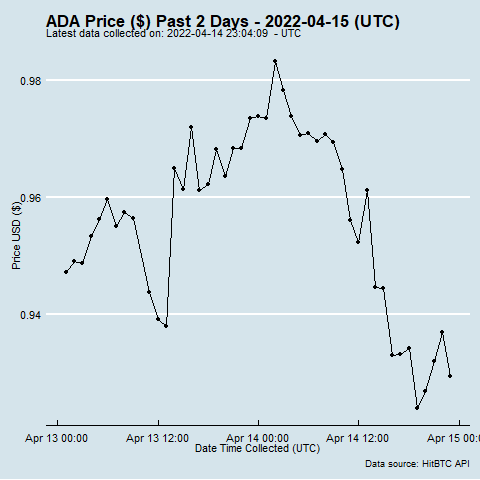 ADA Price ($) Past 2 Days - 2022-04-15 (UTC)
Latest data collected on: 2022-04-14 23:04:09 - UTC
0.98
0.96
0.94
Price USD ($)
Apr 13 00:00 Apr 13 12:00 Apr 14 00:00 Apr 14 12:00 Apr 15 00:0
Date Time Collected (UTC)
Data source: HitBTC API